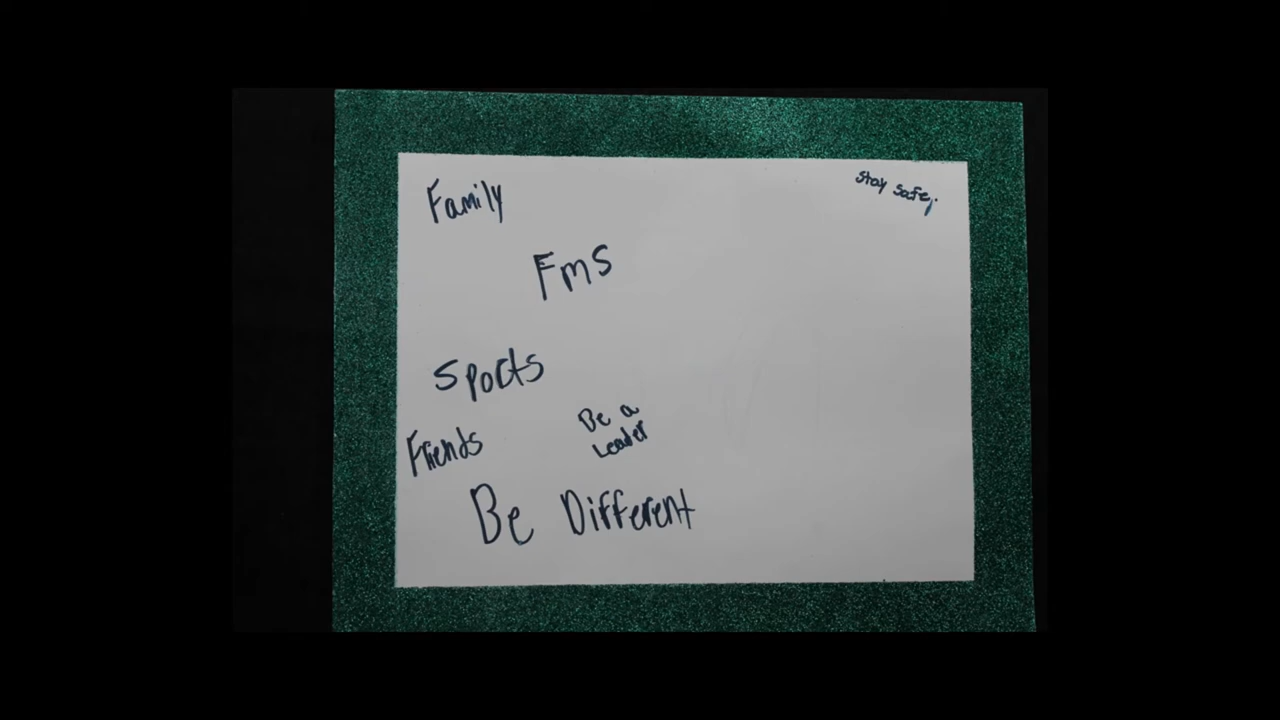 Family
Stay Safe,.
FmS
Sports
Be a
Leader
Friends
Be Different